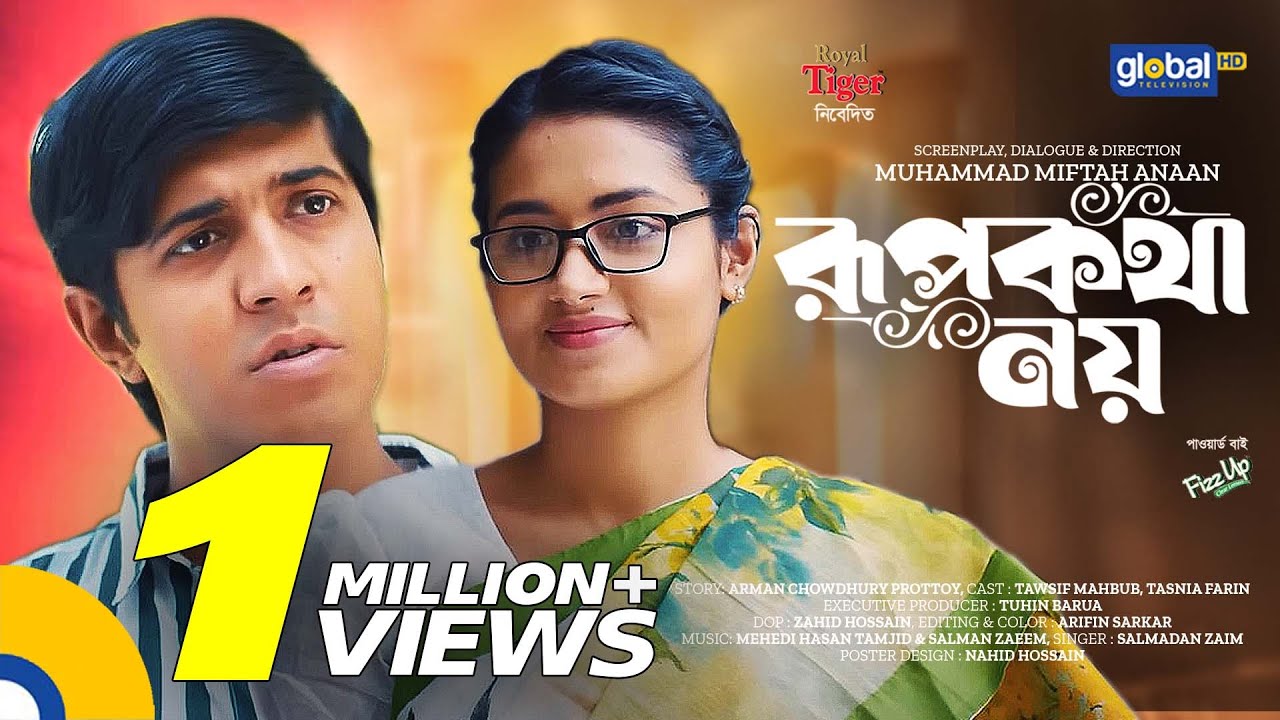 Royal
Tiger
নিবেদিত
global HD
TELEVISION
SCREENPLAY, DIALOGUE & DIRECTION
MUHAMMAD MIFTAH ANAAN
রূপকথা
নয়
পাওয়ার্ড বাই
Fizz Up
1
MILLION+
VIEWS
STORY: ARMAN CHOWDHURY PROTTOY, CAST : TAWSIF MAHBUB, TASNIA FARIN
EXECUTIVE PRODUCER : TUHIN BARUA
DOP : ZAHID HOSSAIN, EDITING & COLOR : ARIFIN SARKAR
MUSIC: MEHEDI HASAN TAMJID & SALMAN ZAEEM, SINGER : SALMADAN ZAIM
POSTER DESIGN : NAHID HOSSAIN